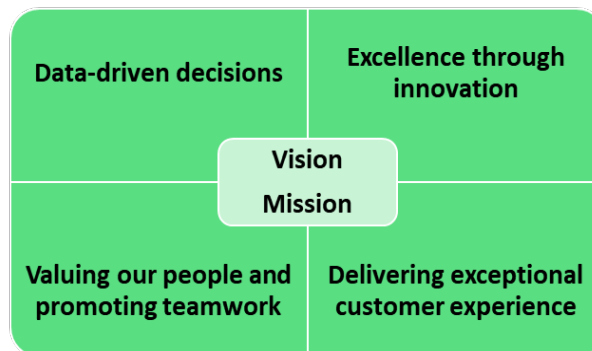 Data-driven decisions
Excellence through
innovation
Vision
Mission
Valuing our people and
promoting teamwork
Delivering exceptional
customer experience